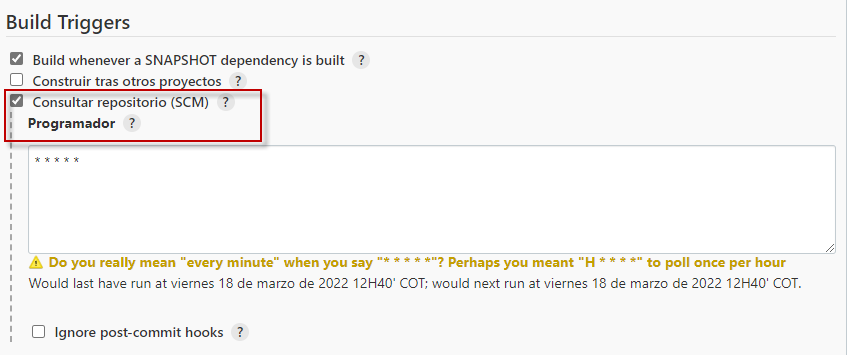 Build Triggers
Build whenever a SNAPSHOT dependency is built ?
Construir tras otros proyectos ?
Consultar repositorio (SCM) ?
Programador ?
* * * * *
Do you really mean "every minute" when you say "* * * * *"? Perhaps you meant "H * * * *" to poll once per hour
Would last have run at viernes 18 de marzo de 2022 12H40' COT; would next run at viernes 18 de marzo de 2022 12H40' COT.
Ignore post-commit hooks ?